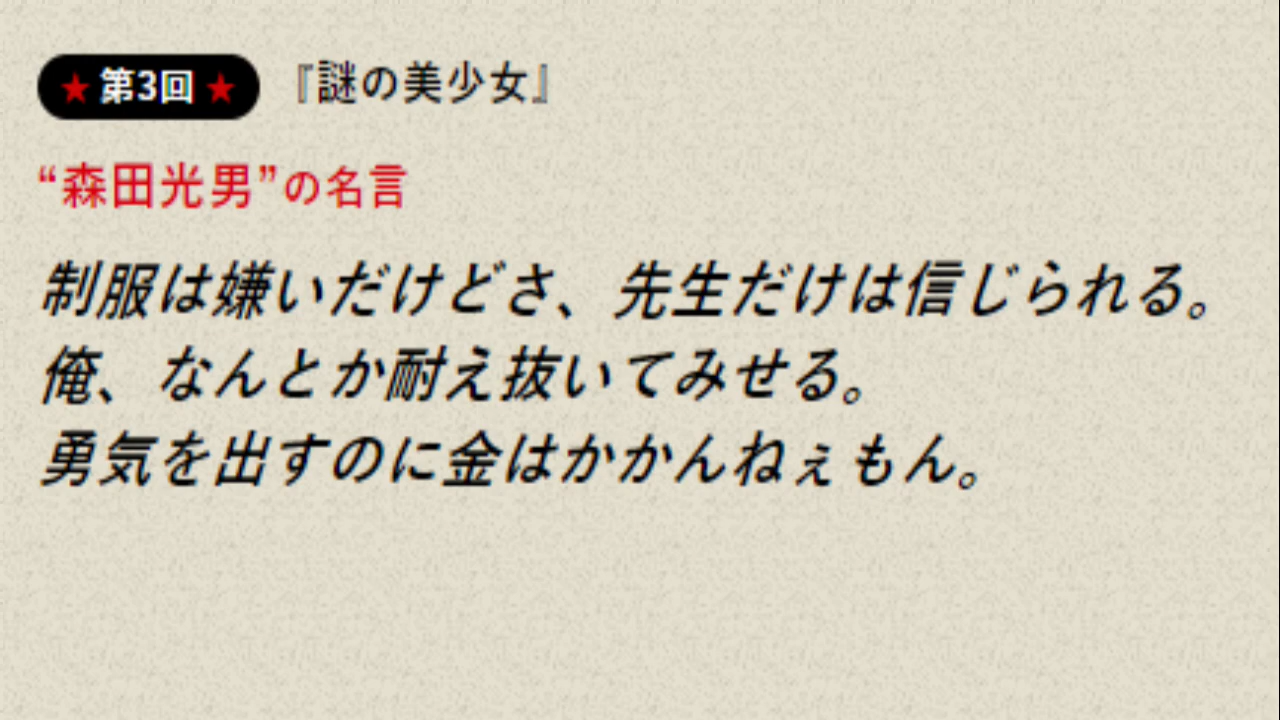 ★ 第3回 ★ 『謎の美少女』
“森田光男”の名言
制服は嫌いだけどさ、先生だけは信じられる。
俺、なんとか耐え抜いてみせる。
勇気を出すのに金はかかんねぇもん。